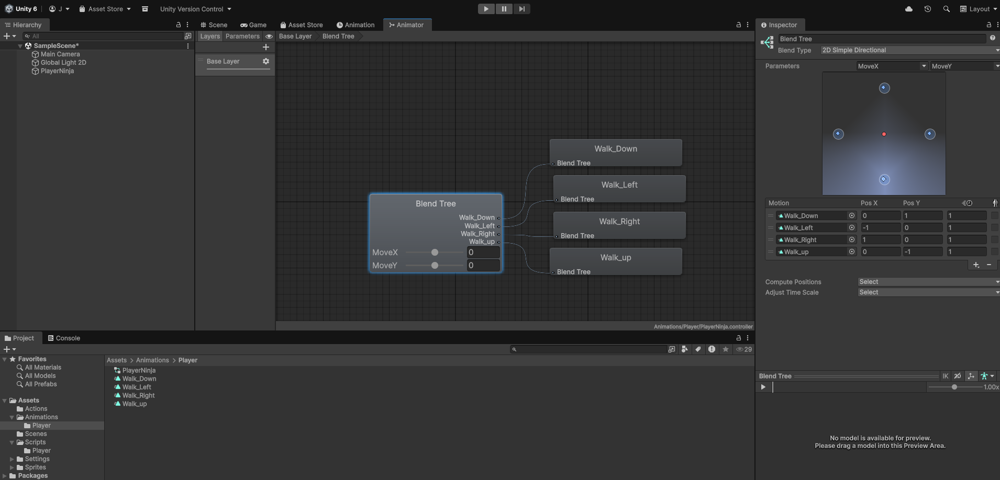 Unity 6
J
Asset Store
Unity Version Control
Layout
Hierarchy
Scene
Game
Asset Store
Animation
Animator
Inspector
All
Layers
Parameters
Base Layer
Blend Tree
SampleScene*
Main Camera
Global Light 2D
PlayerNinja
Base Layer
Blend Tree
Walk_Down
Walk_Left
Walk_Right
Walk_up
MoveX
0
MoveY
0
Walk_Down
Blend Tree
Walk_Left
Blend Tree
Walk_Right
Blend Tree
Walk_up
Blend Tree
Animations/Player/PlayerNinja.controller
Blend Tree
Blend Type
2D Simple Directional
Parameters
MoveX
MoveY
Motion Pos X Pos Y
Walk_Down 0 1 1
Walk_Left -1 0 1
Walk_Right 1 0 1
Walk_up 0 -1 1
Compute Positions
Select
Adjust Time Scale
Select
Blend Tree
IK
2D
1.00x
No model is available for preview.
Please drag a model into this Preview Area.
Project
Console
29
Favorites
All Materials
All Models
All Prefabs
Assets
Actions
Animations
Player
Scenes
Scripts
Player
Settings
Sprites
Packages
Assets > Animations > Player
PlayerNinja
Walk_Down
Walk_Left
Walk_Right
Walk_up